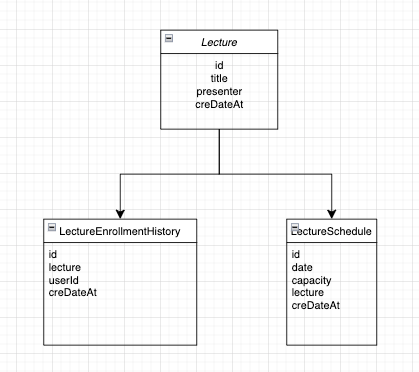 Lecture
id
title
presenter
creDateAt
LectureEnrollmentHistory
id
lecture
userId
creDateAt
LectureSchedule
id
date
capacity
lecture
creDateAt